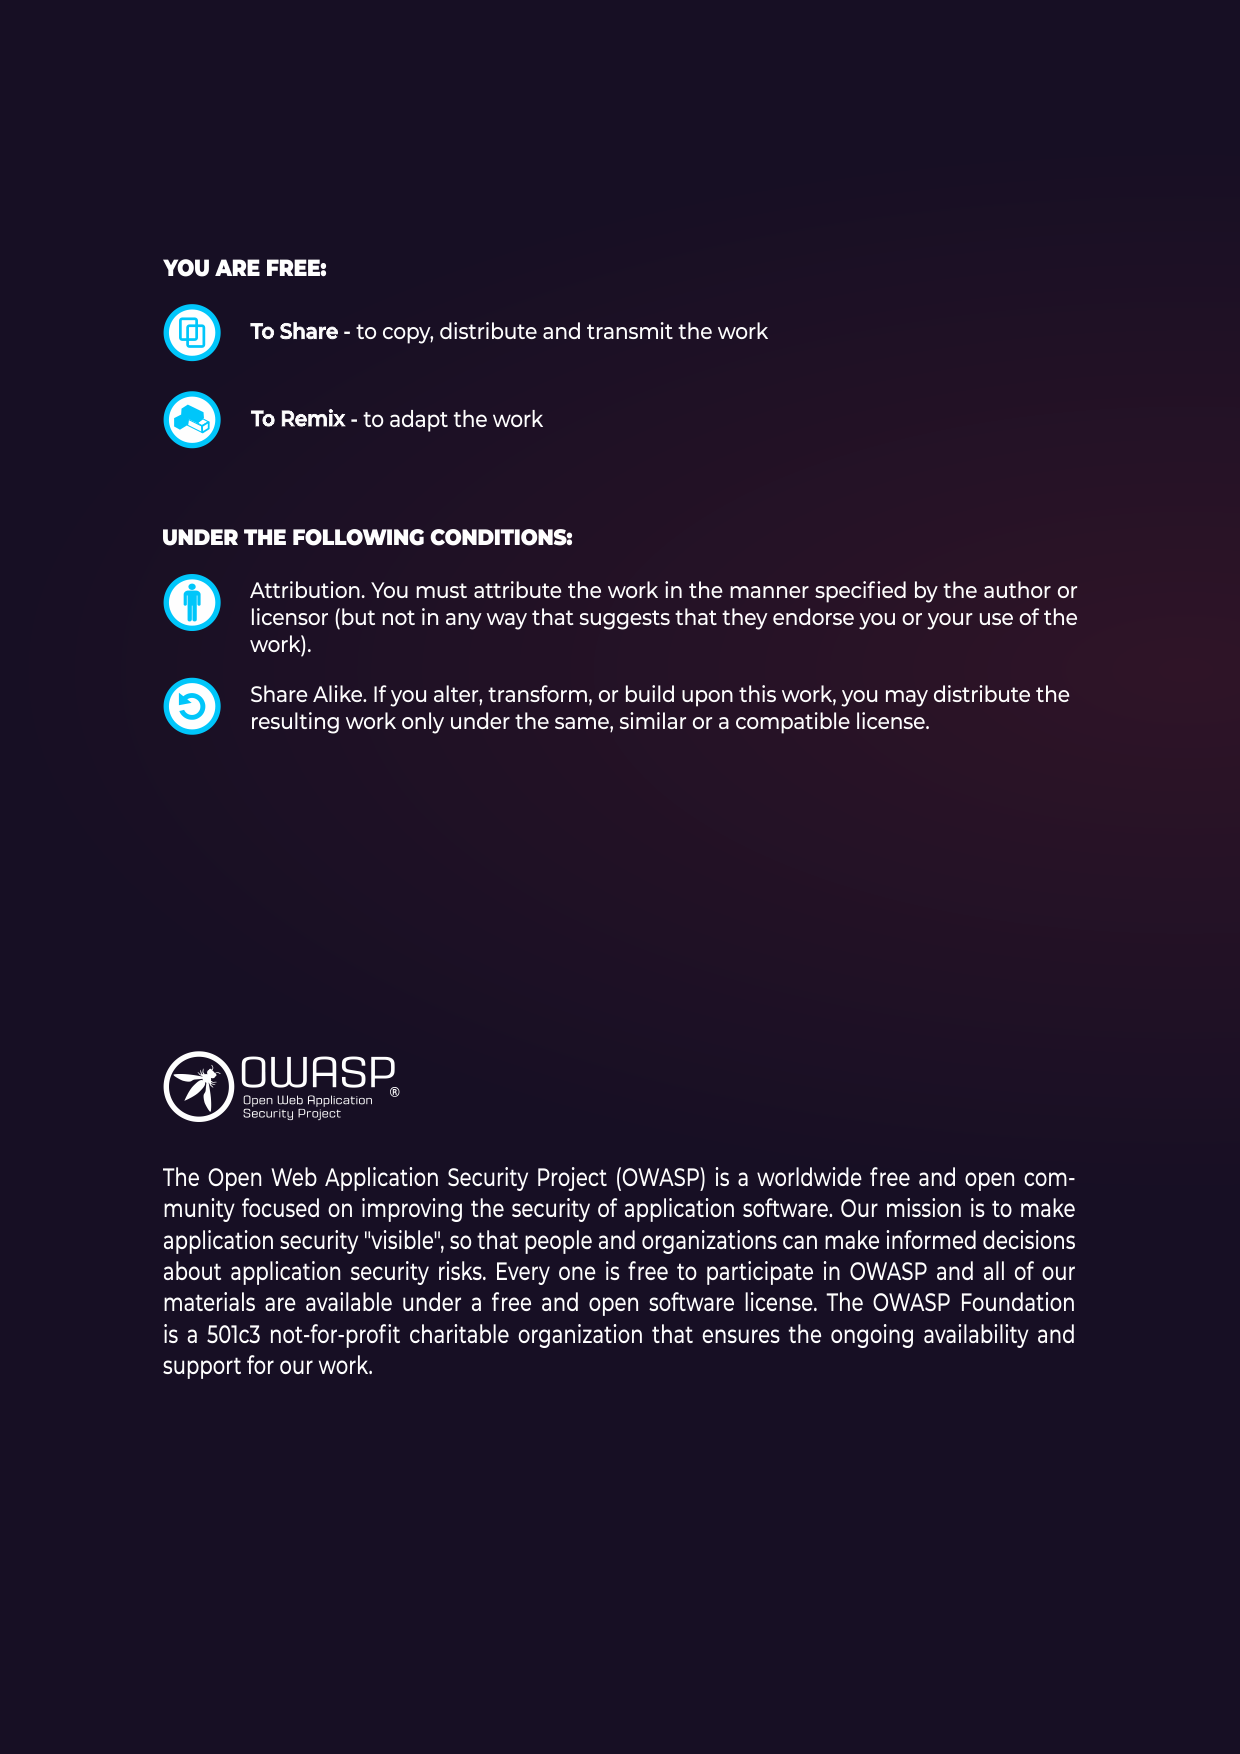 YOU ARE FREE:
To Share - to copy, distribute and transmit the work
To Remix - to adapt the work
UNDER THE FOLLOWING CONDITIONS:
Attribution. You must attribute the work in the manner specified by the author or
licensor (but not in any way that suggests that they endorse you or your use of the
work).
Share Alike. If you alter, transform, or build upon this work, you may distribute the
resulting work only under the same, similar or a compatible license.
OWASP®
Open Web Application
Security Project
The Open Web Application Security Project (OWASP) is a worldwide free and open com-
munity focused on improving the security of application software. Our mission is to make
application security "visible", so that people and organizations can make informed decisions
about application security risks. Every one is free to participate in OWASP and all of our
materials are available under a free and open software license. The OWASP Foundation
is a 501c3 not-for-profit charitable organization that ensures the ongoing availability and
support for our work.